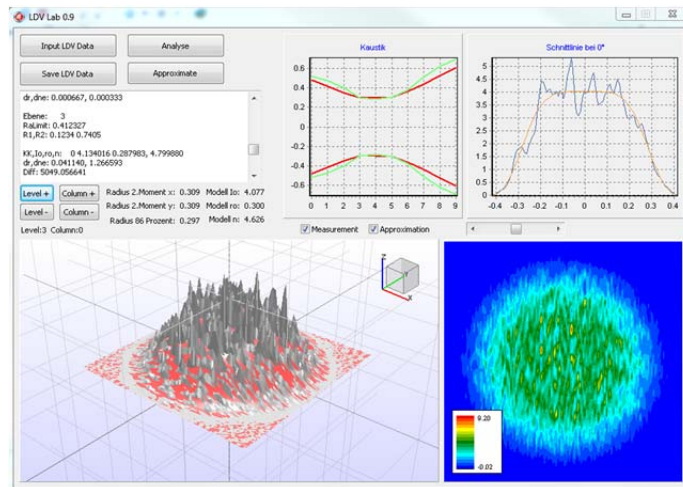 LDV Lab 0.9
Input LDV Data
Analyse
Save LDV Data
Approximate
dr,dne: 0.000667, 0.000333
Ebene: 3
RaLimit: 0.412327
R1,R2: 0.1234 0.7405
KK,Io,ro,n: 0 4.134016 0.287983, 4.799880
dr,dne: 0.041140, 1.266593
Diff: 5049.056641
Level + Column + Radius 2.Moment x: 0.309 Modell Io: 4.077
Radius 2.Moment y: 0.309 Modell ro: 0.300
Level - Column - Radius 86 Prozent: 0.297 Modell n: 4.626
Level:3 Column:0
Kaustik
0.6
0.4
0.2
0
-0.2
-0.4
-0.6
0 1 2 3 4 5 6 7 8 9
Measurement Approximation
Schnittlinie bei 0°
5
4.5
4
3.5
3
2.5
2
1.5
1
0.5
0
-0.4 -0.3 -0.2 -0.1 0 0.1 0.2 0.3 0.4
Z
Y
X
9.20
-0.02